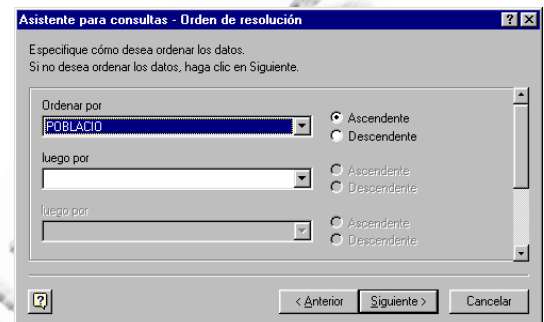 Asistente para consultas - Orden de resolución
Especifique cómo desea ordenar los datos.
Si no desea ordenar los datos, haga clic en Siguiente.
Ordenar por
POBLACIO
Ascendente
Descendente
luego por
Ascendente
Descendente
luego por
Ascendente
Descendente
< Anterior
Siguiente >
Cancelar